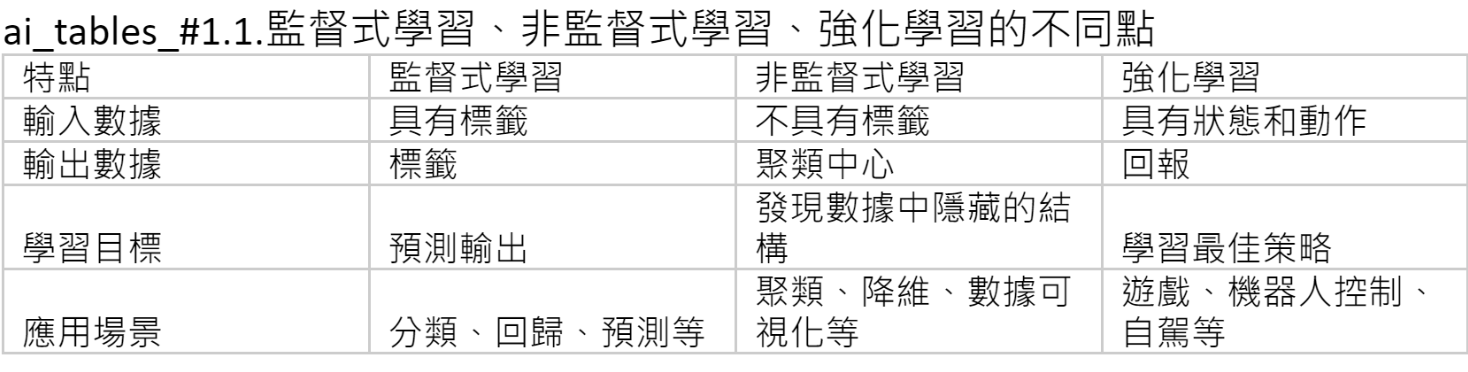 ai_tables_#1.1.監督式學習、非監督式學習、強化學習的不同點
特點 監督式學習 非監督式學習 強化學習
輸入數據 具有標籤 不具有標籤 具有狀態和動作
輸出數據 標籤 聚類中心 回報
發現數據中隱藏的結
學習目標 預測輸出 構 學習最佳策略
聚類、降維、數據可 遊戲、機器人控制、
應用場景 分類、回歸、預測等 視化等 自駕等